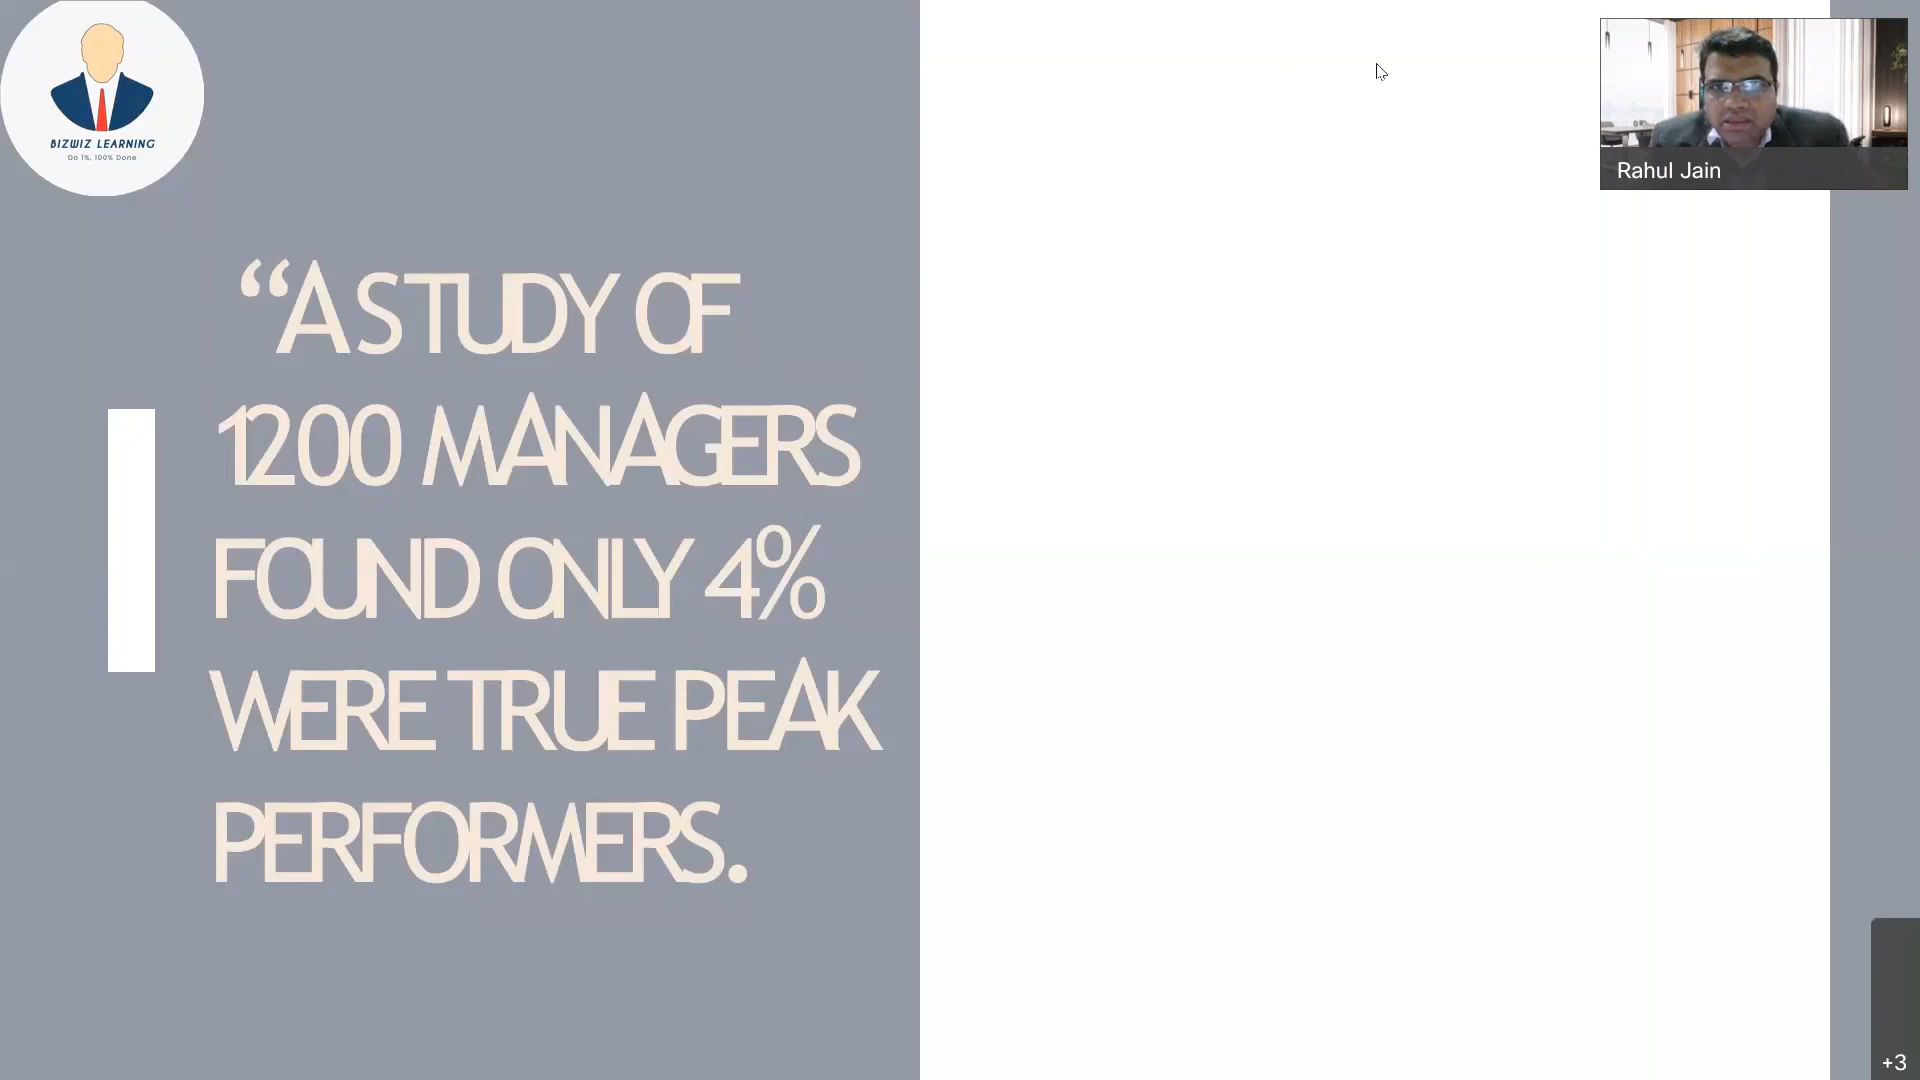 BIZWIZ LEARNING
Do 1%, 100% Done
“A STUDY OF
1200 MANAGERS
FOUND ONLY 4%
WERE TRUE PEAK
PERFORMERS.
Rahul Jain
+3